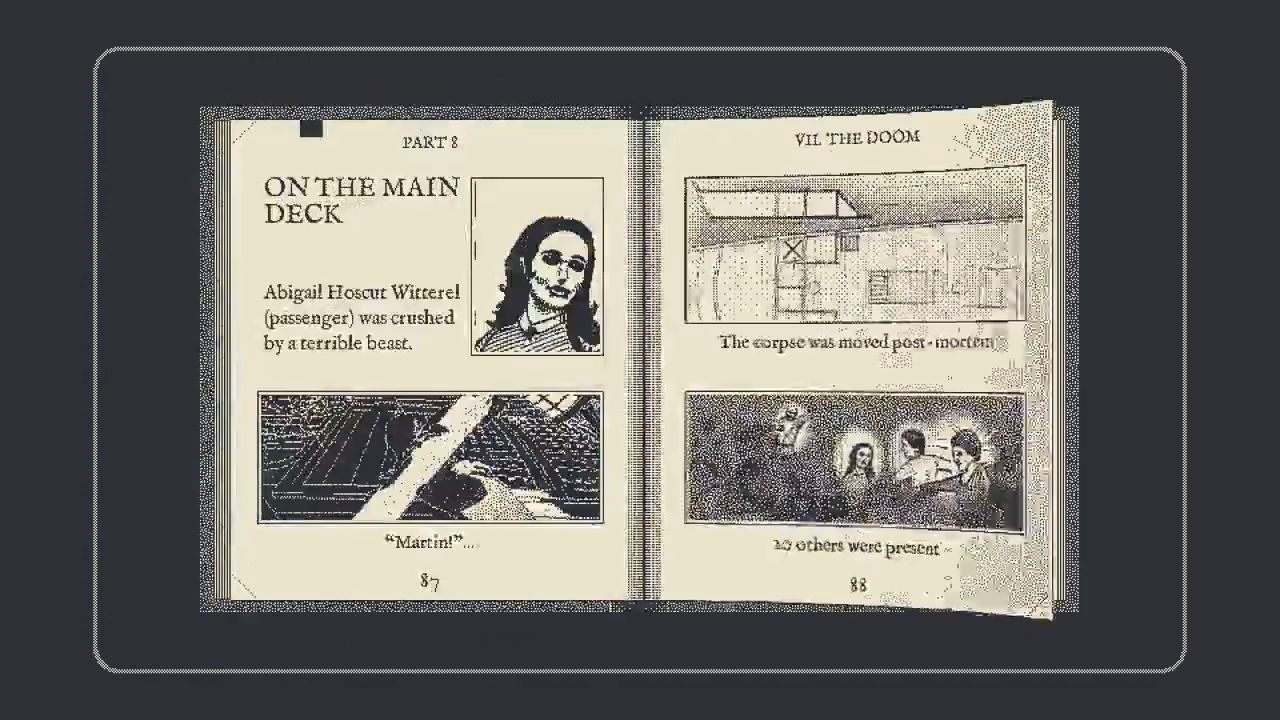 PART 8
ON THE MAIN
DECK
Abigail Hoscut Witterel
(passenger) was crushed
by a terrible beast.
“Martin!”...
87
VII. THE DOOM
The corpse was moved post-mortem
10 others were present
88